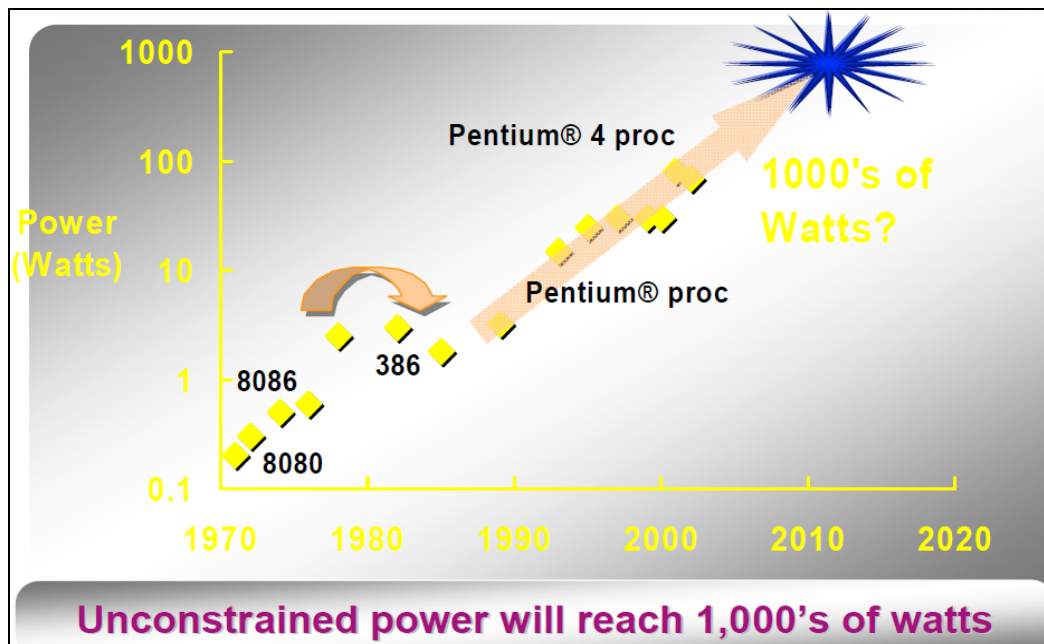 1000
Pentium® 4 proc
100
1000's of
Watts?
Power
(Watts)
10
Pentium® proc
386
1
8086
8080
0.1
1970 1980 1990 2000 2010 2020
Unconstrained power will reach 1,000’s of watts